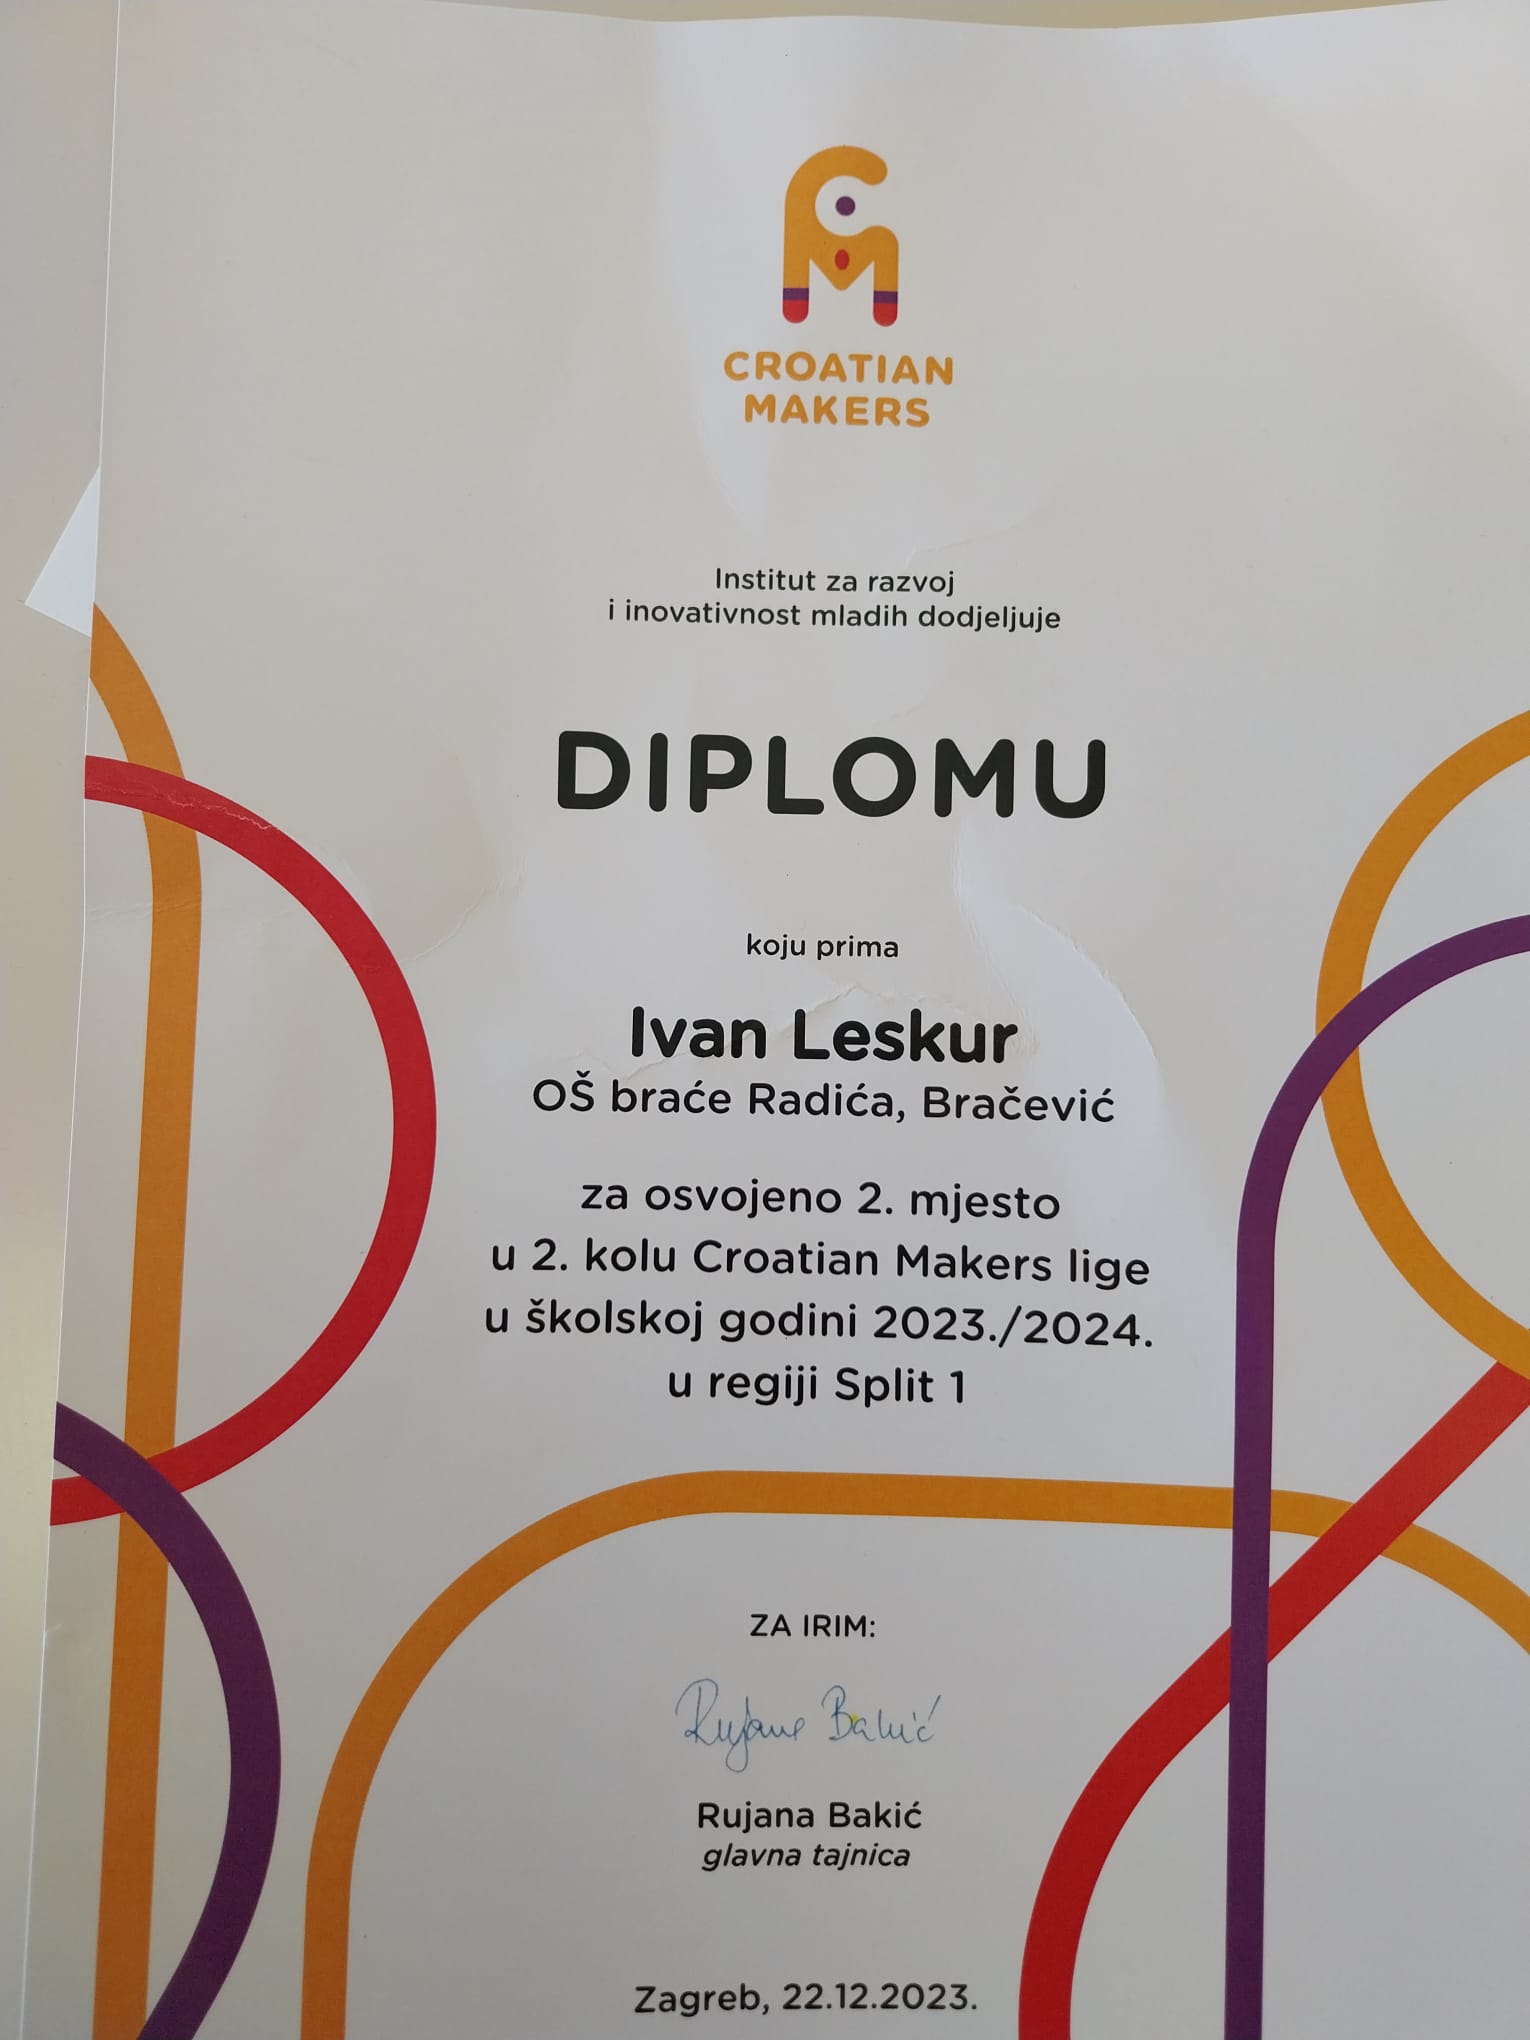 CROATIAN
MAKERS
Institut za razvoj
i inovativnost mladih dodjeljuje
DIPLOMU
koju prima
Ivan Leskur
OŠ braće Radića, Bračević
za osvojeno 2. mjesto
u 2. kolu Croatian Makers lige
u školskoj godini 2023./2024.
u regiji Split 1
ZA IRIM:
Rujana Bakić
Rujana Bakić
glavna tajnica
Zagreb, 22.12.2023.